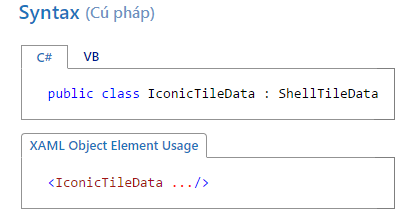 Syntax (Cú pháp)
C# VB
public class IconicTileData : ShellTileData
XAML Object Element Usage
<IconicTileData .../>